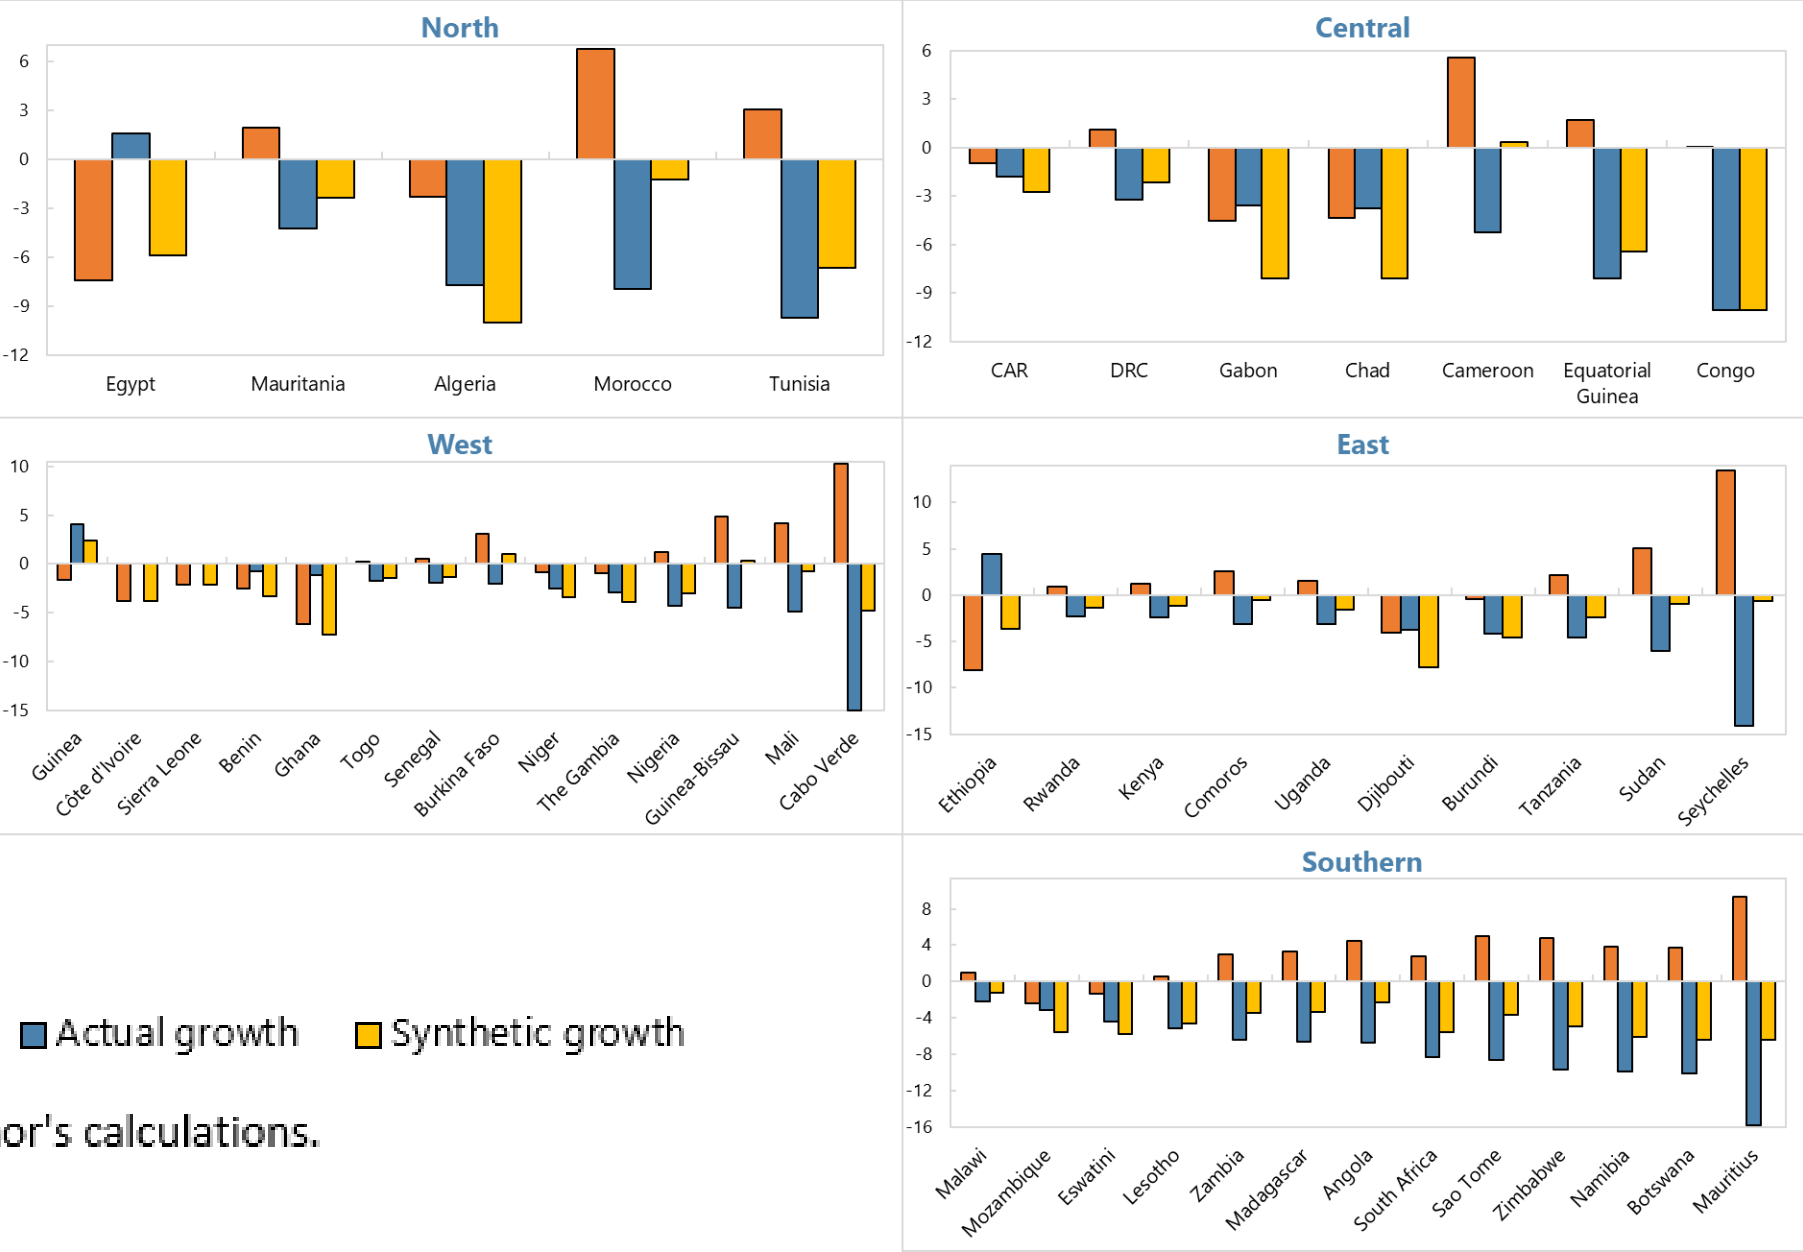 North
6
3
0
-3
-6
-9
-12
Egypt Mauritania Algeria Morocco Tunisia
Central
6
3
0
-3
-6
-9
-12
CAR DRC Gabon Chad Cameroon Equatorial Guinea Congo
West
10
5
0
-5
-10
-15
Guinea Côte d'Ivoire Sierra Leone Benin Ghana Togo Senegal Burkina Faso Niger The Gambia Nigeria Guinea-Bissau Mali Cabo Verde
East
10
5
0
-5
-10
-15
Ethiopia Rwanda Kenya Comoros Uganda Djibouti Burundi Tanzania Sudan Seychelles
Southern
8
4
0
-4
-8
-12
-16
Malawi Mozambique Eswatini Lesotho Zambia Madagascar Angola South Africa Sao Tome Zimbabwe Namibia Botswana Mauritius
Actual growth Synthetic growth
or's calculations.